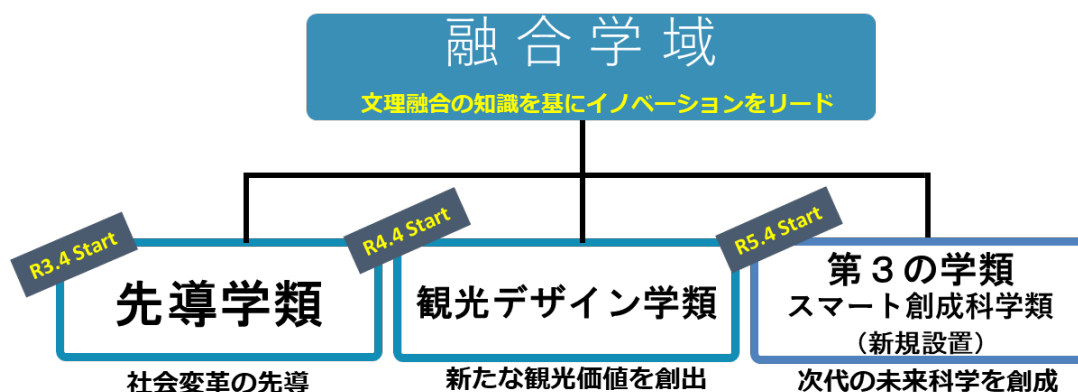 融合学域
文理融合の知識を基にイノベーションをリード
R3.4 Start
先導学類
社会変革の先導
R4.4 Start
観光デザイン学類
新たな観光価値を創出
R5.4 Start
第３の学類
スマート創成科学類
（新規設置）
次代の未来科学を創成